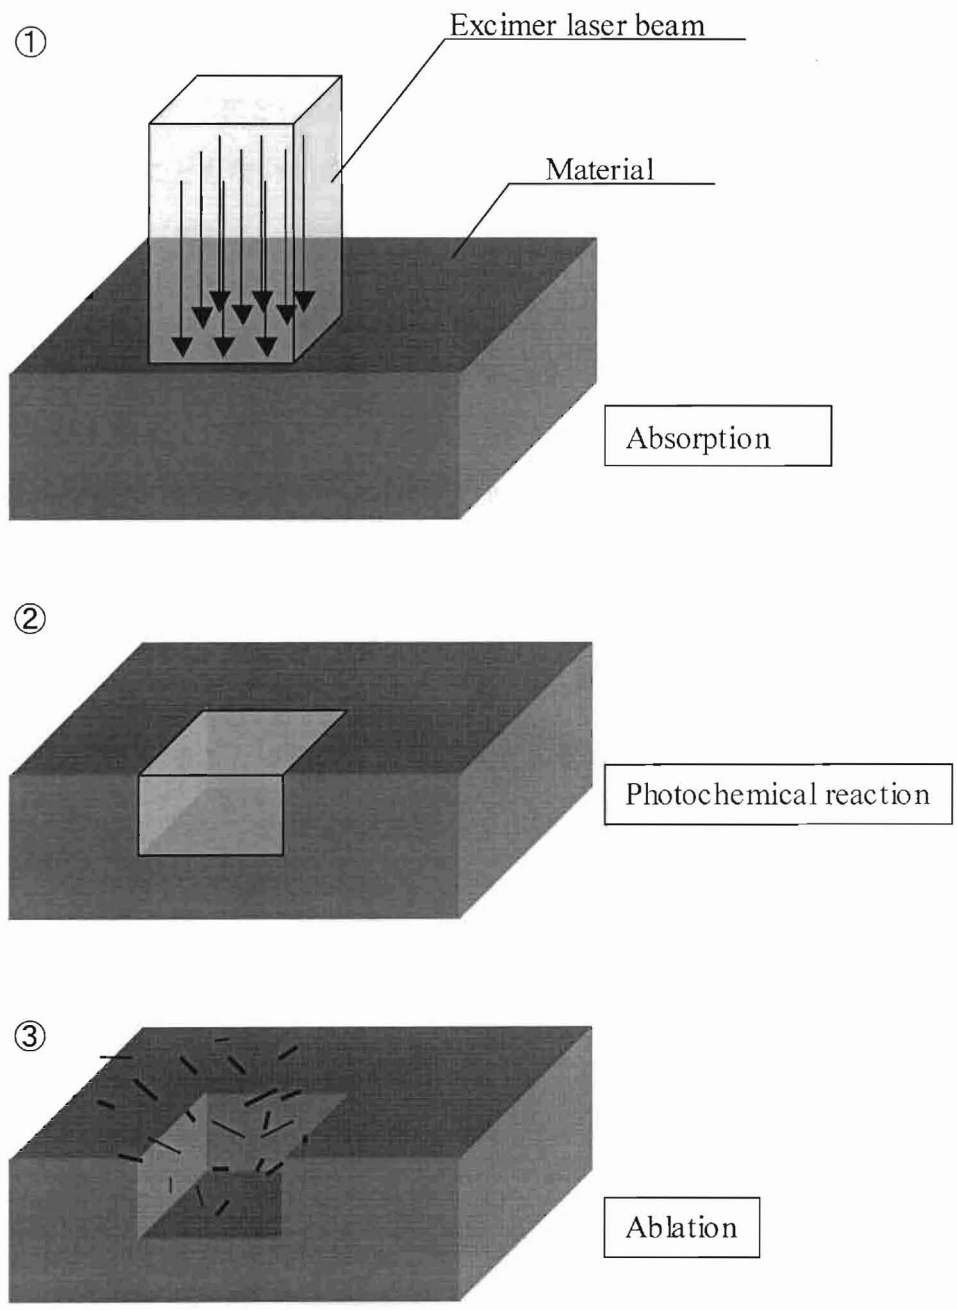 ①
Excimer laser beam
Material
Absorption
②
Photochemical reaction
③
Ablation